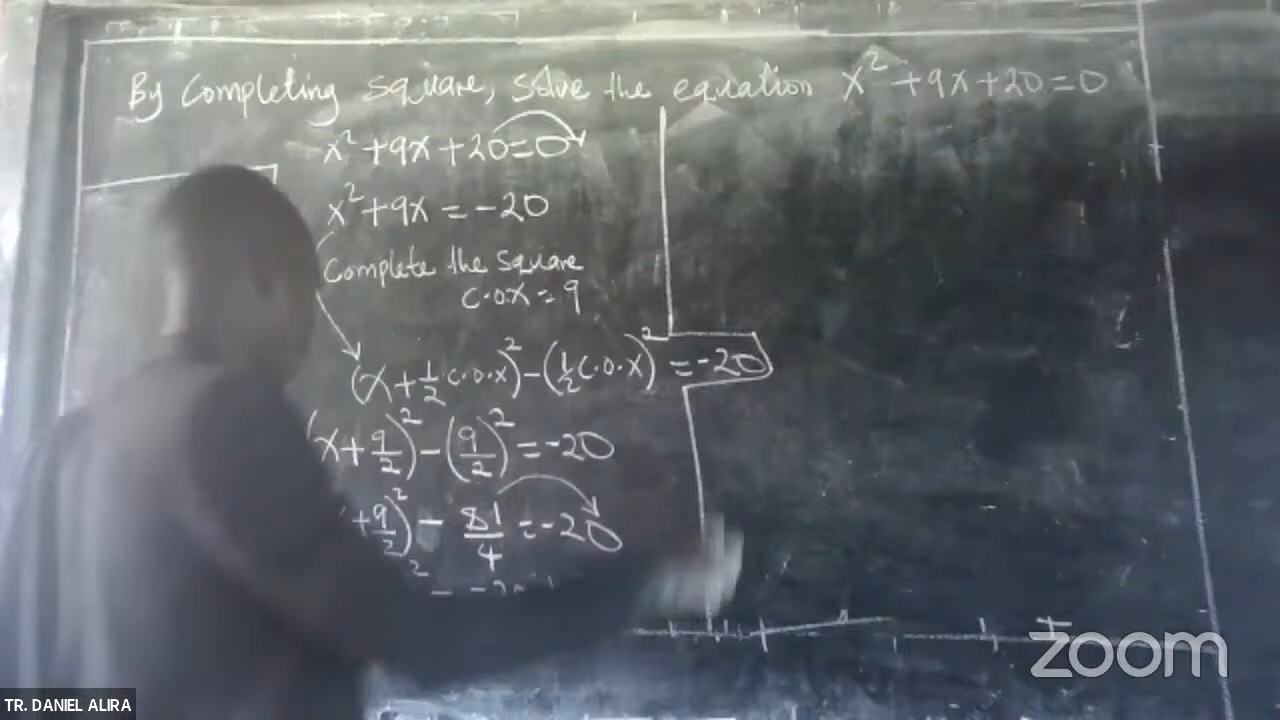 By Completing square, solve the equation x² + 9x + 20 = 0
x² + 9x + 20 = 0
x² + 9x = -20
Complete the square
C.O.X = 9
(x + 1/2 C.O.X)² - (1/2 C.O.X)² = -20
(x + 9/2)² - (9/2)² = -20
+ 9/2)² - 81/4 = -20
zoom
TR. DANIEL ALIRA